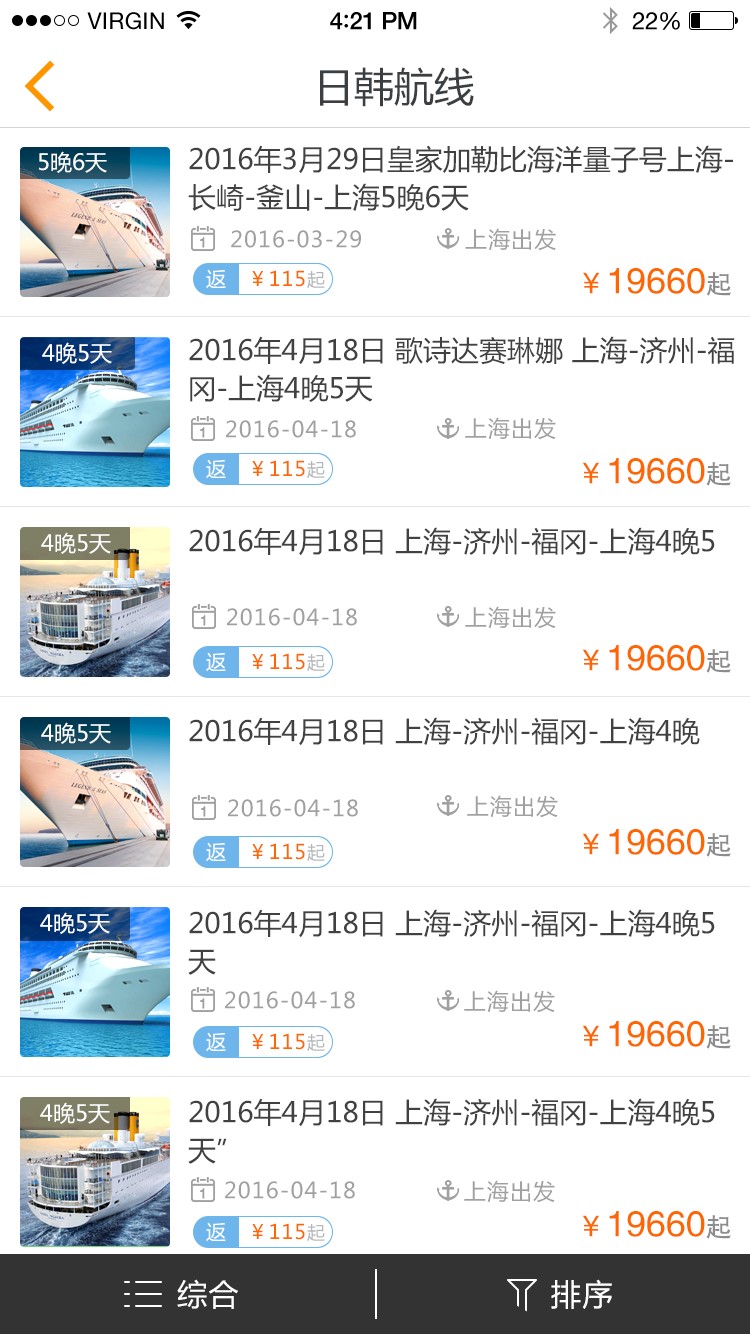 VIRGIN 4:21 PM 22%
日韩航线
5晚6天
2016年3月29日皇家加勒比海洋量子号上海-
长崎-釜山-上海5晚6天
2016-03-29 上海出发
返 ¥115起 ¥19660起
4晚5天
2016年4月18日 歌诗达赛琳娜 上海-济州-福
冈-上海4晚5天
2016-04-18 上海出发
返 ¥115起 ¥19660起
4晚5天
2016年4月18日 上海-济州-福冈-上海4晚5
2016-04-18 上海出发
返 ¥115起 ¥19660起
4晚5天
2016年4月18日 上海-济州-福冈-上海4晚
2016-04-18 上海出发
返 ¥115起 ¥19660起
4晚5天
2016年4月18日 上海-济州-福冈-上海4晚5
天
2016-04-18 上海出发
返 ¥115起 ¥19660起
4晚5天
2016年4月18日 上海-济州-福冈-上海4晚5
天”
2016-04-18 上海出发
返 ¥115起 ¥19660起
综合 排序